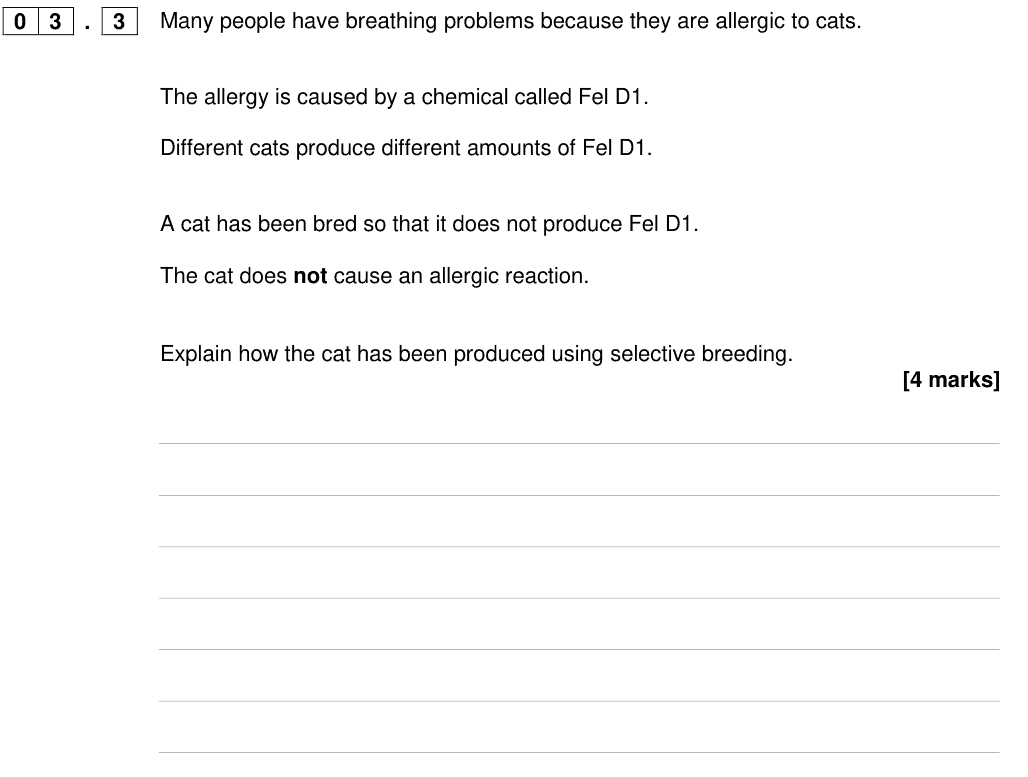 03.3 Many people have breathing problems because they are allergic to cats.
The allergy is caused by a chemical called Fel D1.
Different cats produce different amounts of Fel D1.
A cat has been bred so that it does not produce Fel D1.
The cat does not cause an allergic reaction.
Explain how the cat has been produced using selective breeding.
[4 marks]